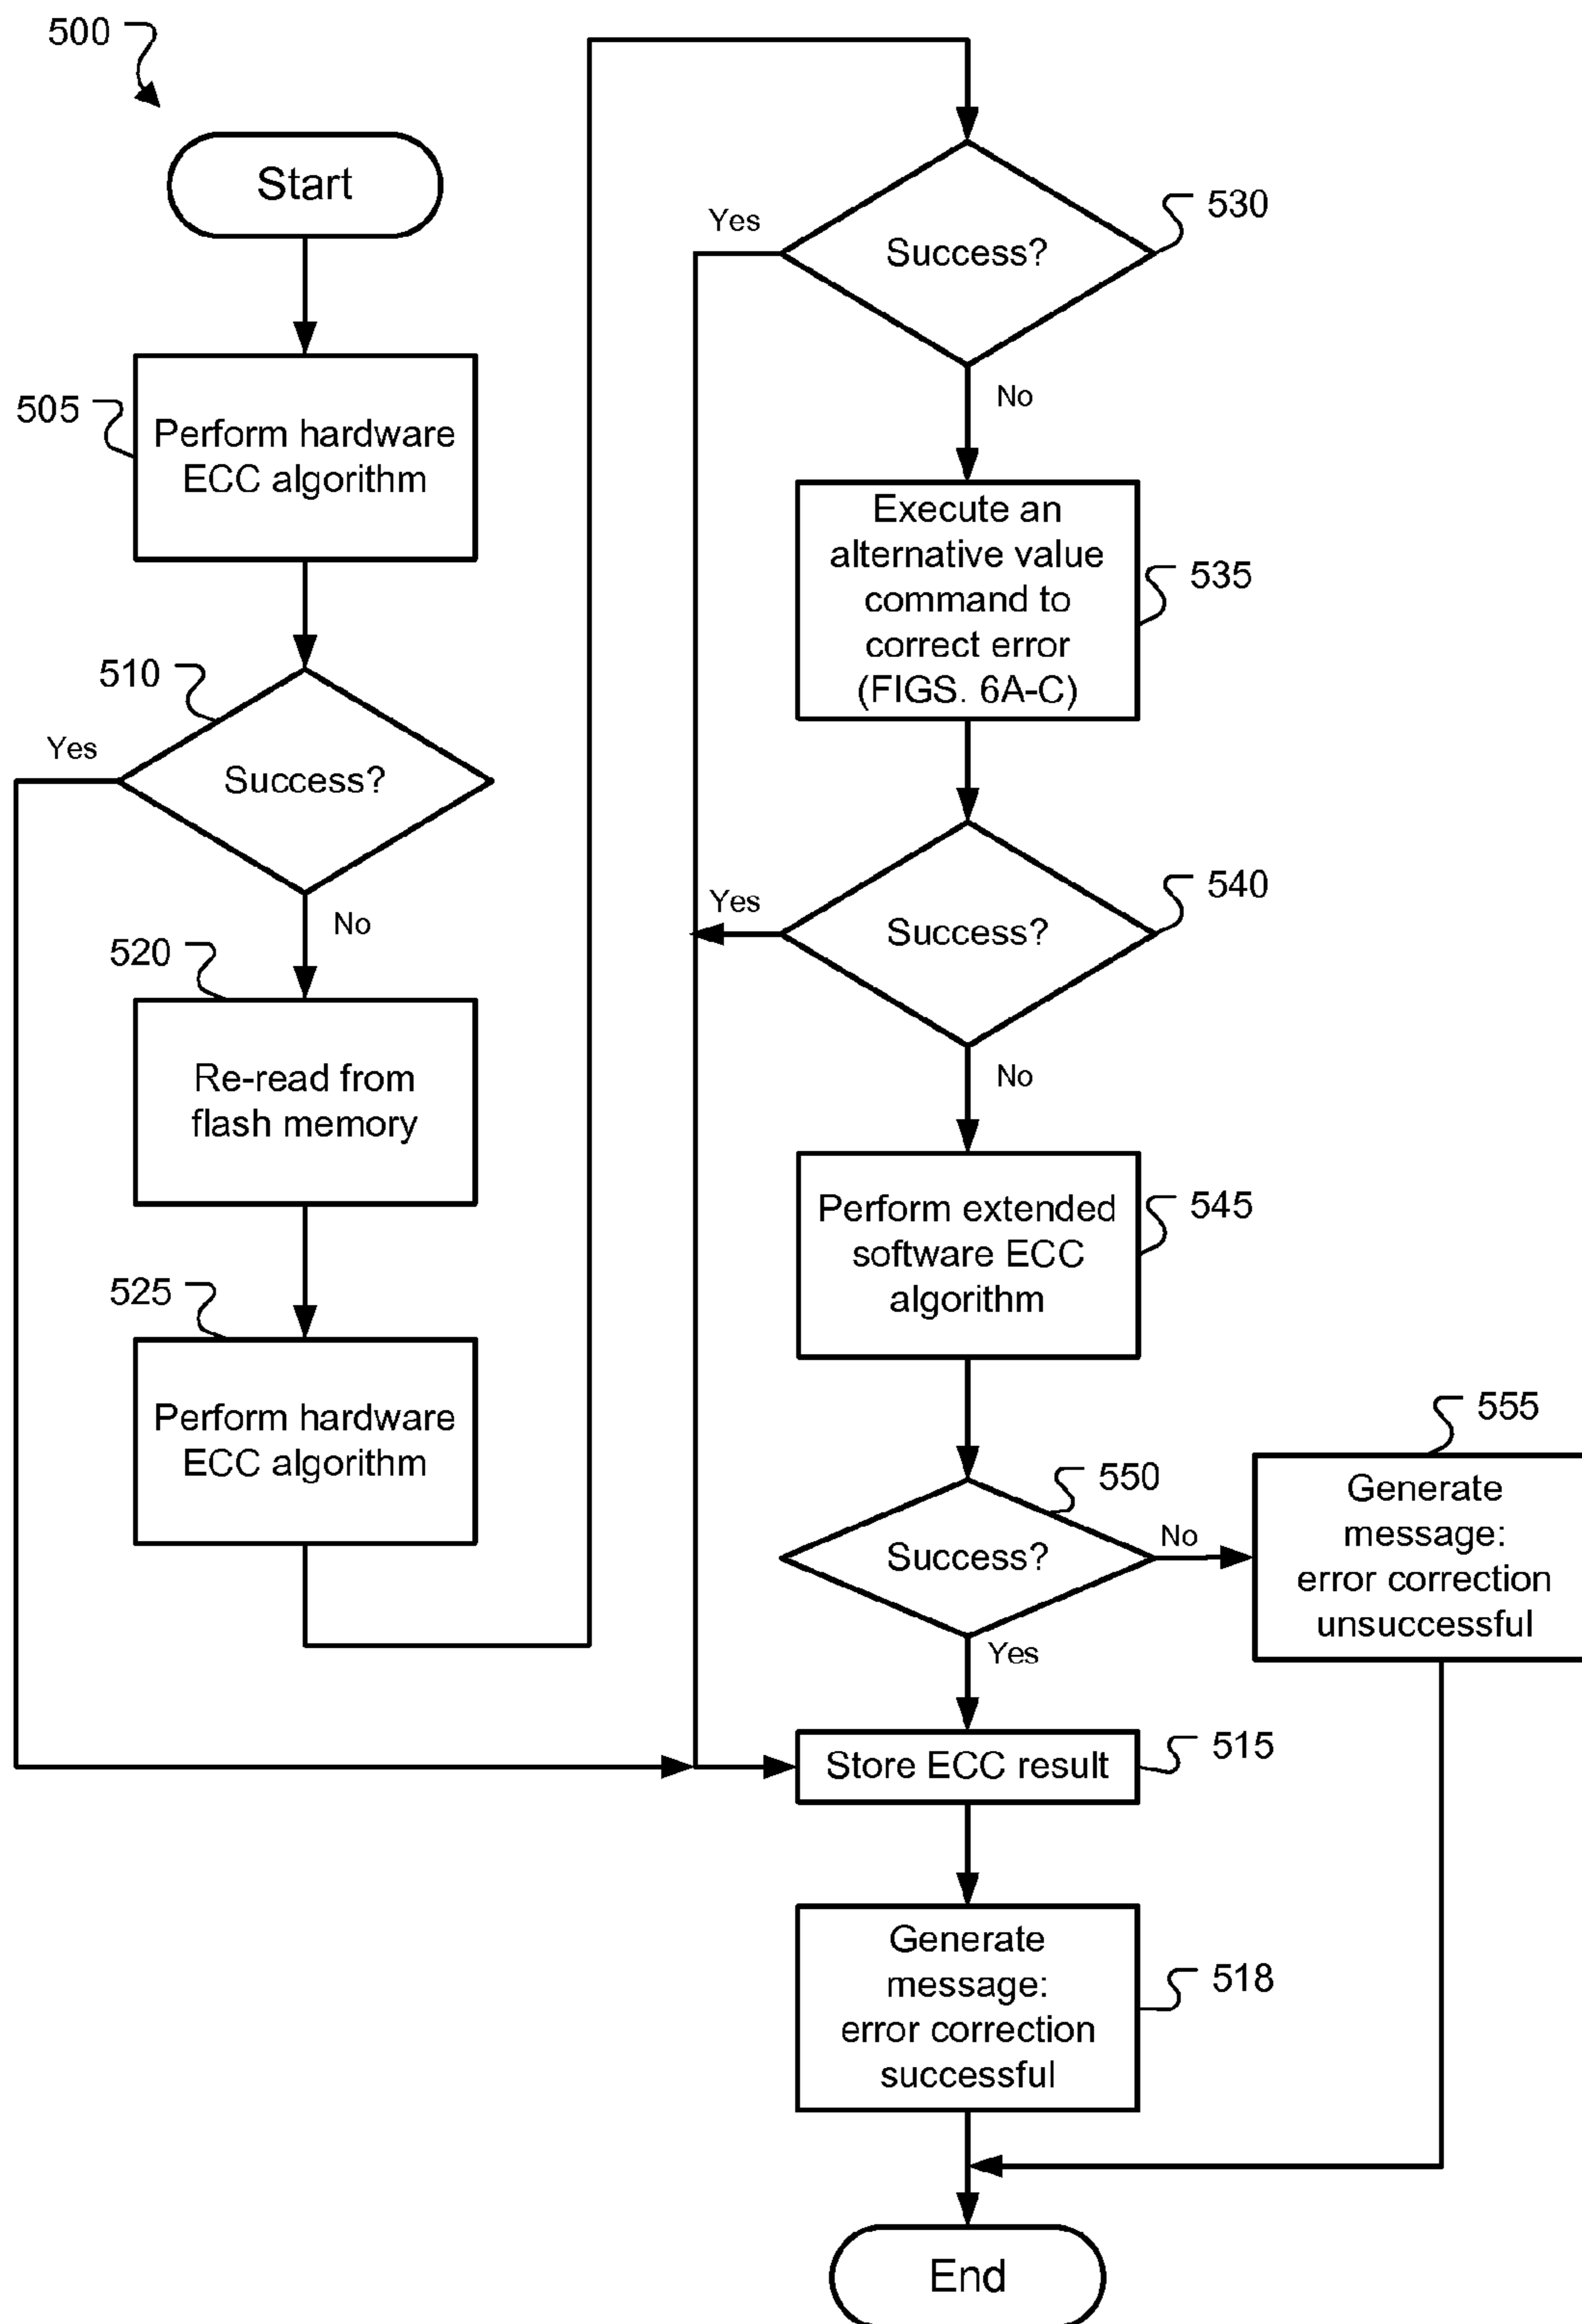 500
Start
505
Perform hardware
ECC algorithm
510
Yes
Success?
No
520
Re-read from
flash memory
525
Perform hardware
ECC algorithm
530
Yes
Success?
No
Execute an
alternative value
command to
correct error
(FIGS. 6A-C)
535
540
Yes
Success?
No
Perform extended
software ECC
algorithm
545
550
Success?
No
Yes
555
Generate
message:
error correction
unsuccessful
Store ECC result
515
Generate
message:
error correction
successful
518
End